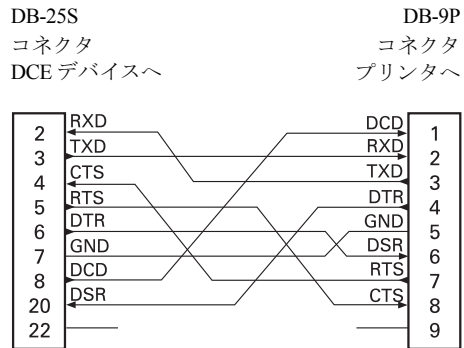 DB-25S
コネクタ
DCE デバイスへ
DB-9P
コネクタ
プリンタへ
2 RXD
3 TXD
4 CTS
5 RTS
6 DTR
7 GND
8 DCD
20 DSR
22
DCD 1
RXD 2
TXD 3
DTR 4
GND 5
DSR 6
RTS 7
CTS 8
9